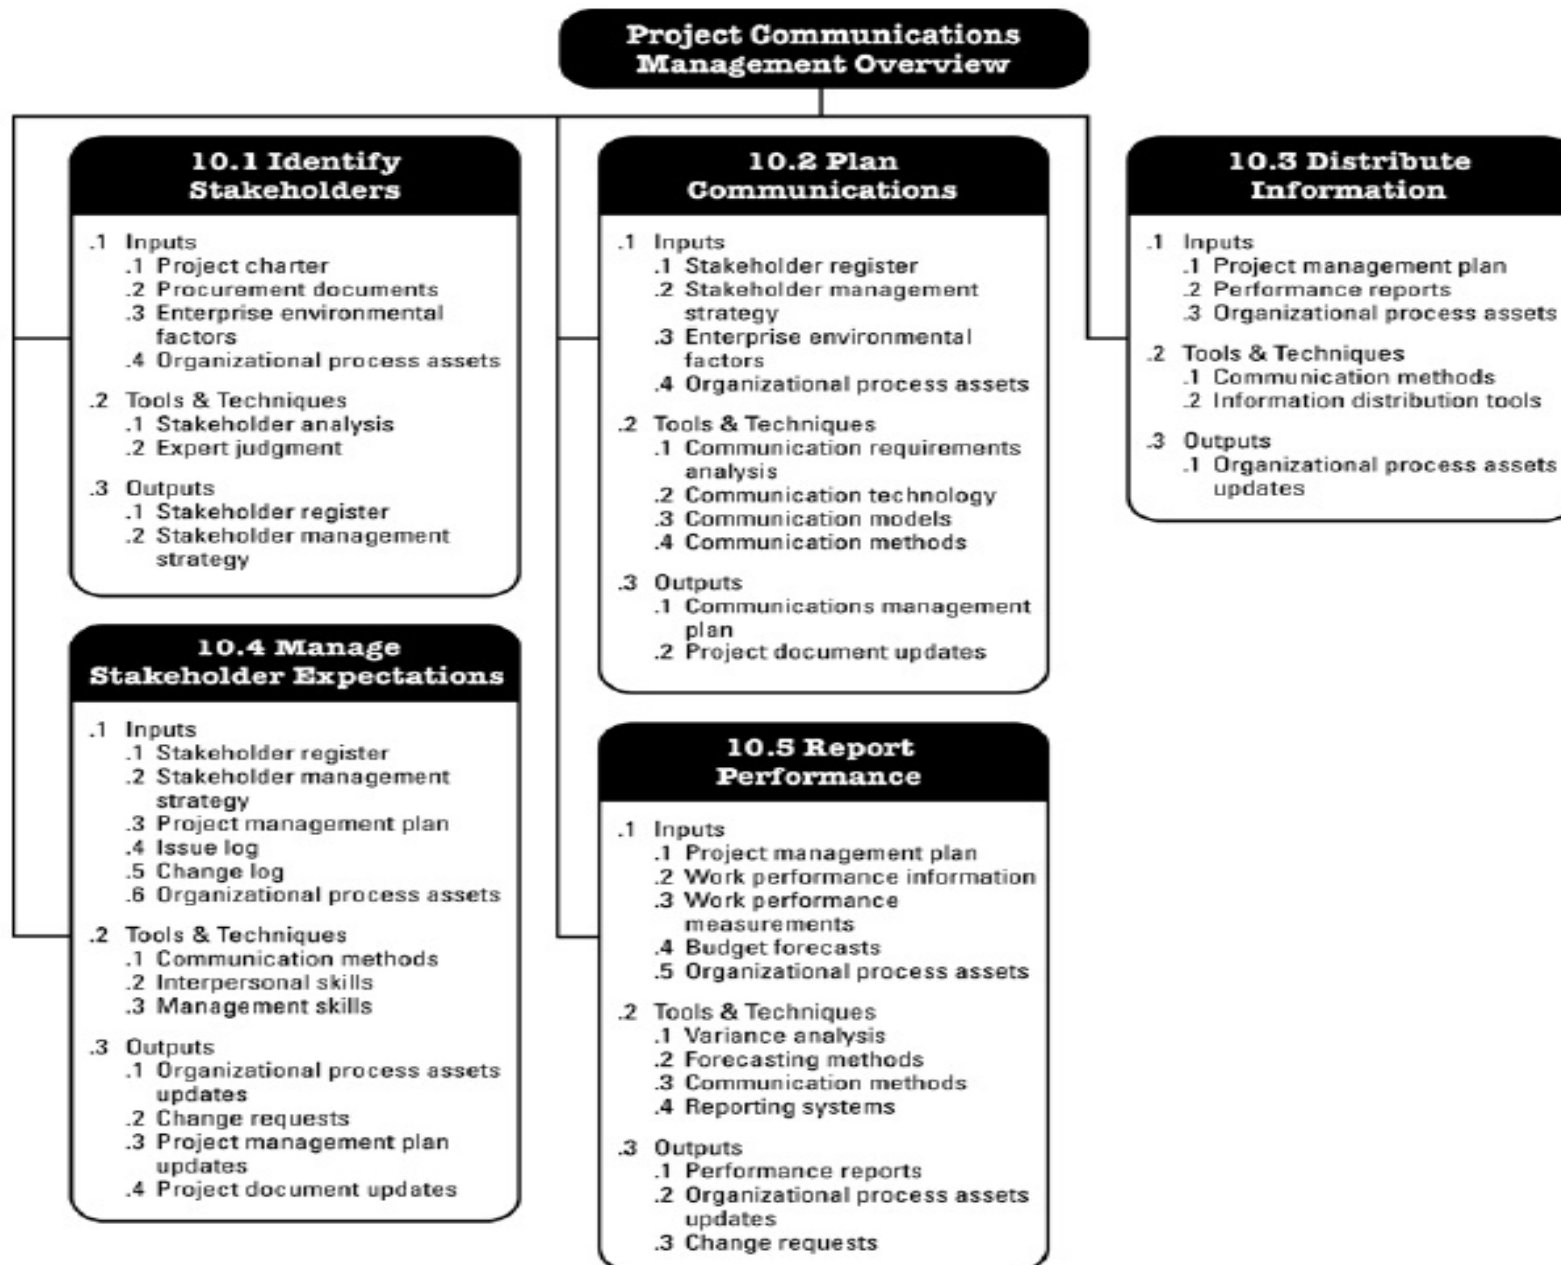 Project Communications
Management Overview
10.1 Identify
Stakeholders
.1 Inputs
.1 Project charter
.2 Procurement documents
.3 Enterprise environmental
factors
.4 Organizational process assets
.2 Tools & Techniques
.1 Stakeholder analysis
.2 Expert judgment
.3 Outputs
.1 Stakeholder register
.2 Stakeholder management
strategy
10.2 Plan
Communications
.1 Inputs
.1 Stakeholder register
.2 Stakeholder management
strategy
.3 Enterprise environmental
factors
.4 Organizational process assets
.2 Tools & Techniques
.1 Communication requirements
analysis
.2 Communication technology
.3 Communication models
.4 Communication methods
.3 Outputs
.1 Communications management
plan
.2 Project document updates
10.3 Distribute
Information
.1 Inputs
.1 Project management plan
.2 Performance reports
.3 Organizational process assets
.2 Tools & Techniques
.1 Communication methods
.2 Information distribution tools
.3 Outputs
.1 Organizational process assets
updates
10.4 Manage
Stakeholder Expectations
.1 Inputs
.1 Stakeholder register
.2 Stakeholder management
strategy
.3 Project management plan
.4 Issue log
.5 Change log
.6 Organizational process assets
.2 Tools & Techniques
.1 Communication methods
.2 Interpersonal skills
.3 Management skills
.3 Outputs
.1 Organizational process assets
updates
.2 Change requests
.3 Project management plan
updates
.4 Project document updates
10.5 Report
Performance
.1 Inputs
.1 Project management plan
.2 Work performance information
.3 Work performance
measurements
.4 Budget forecasts
.5 Organizational process assets
.2 Tools & Techniques
.1 Variance analysis
.2 Forecasting methods
.3 Communication methods
.4 Reporting systems
.3 Outputs
.1 Performance reports
.2 Organizational process assets
updates
.3 Change requests